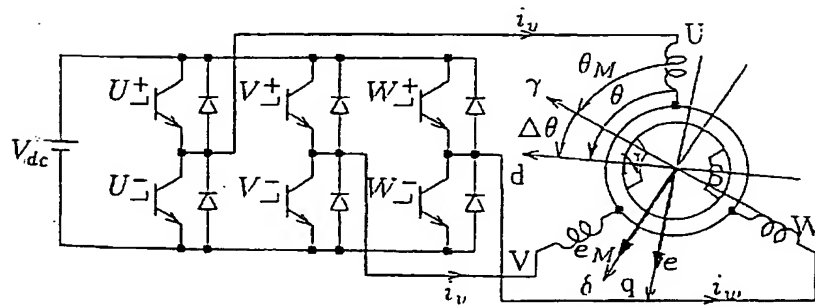 i_u
U
U+
V+
W+
θ_M
γ
θ
V_dc
Δθ
U-
V-
W-
d
N
S
V
e_M
e
W
i_v
δ
q
i_w